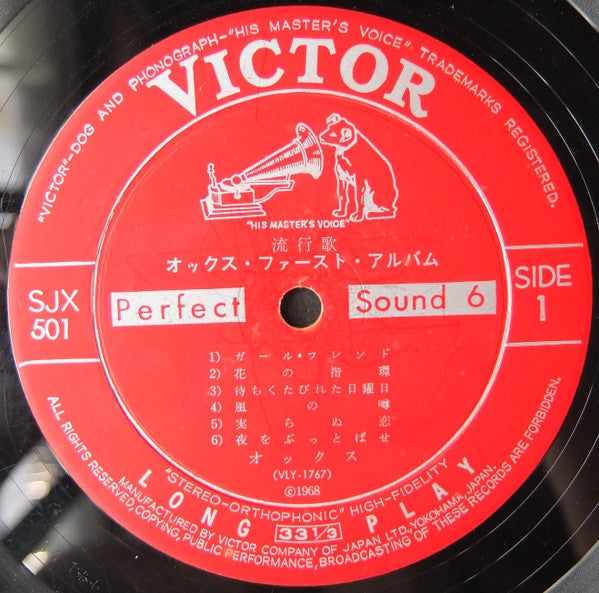 "VICTOR"-DOG AND PHONOGRAPH-"HIS MASTER'S VOICE" TRADEMARKS REGISTERED.
VICTOR
"HIS MASTER'S VOICE"
流行歌
オックス・ファースト・アルバム
SJX
501
Perfect Sound 6
SIDE
1
1) ガール・フレンド
2) 花の指環
3) 待ちくたびれた日曜日
4) 風の噂
5) 実らぬ恋
6) 夜をぶっとばせ
オックス
(VLY-1767)
©1968
"STEREO-ORTHOPHONIC" HIGH-FIDELITY
LONG 33 1/3 PLAY
MANUFACTURED BY VICTOR COMPANY OF JAPAN LTD., YOKOHAMA, JAPAN.
ALL RIGHTS RESERVED, COPYING, PUBLIC PERFORMANCE, BROADCASTING OF THESE RECORDS ARE FORBIDDEN.